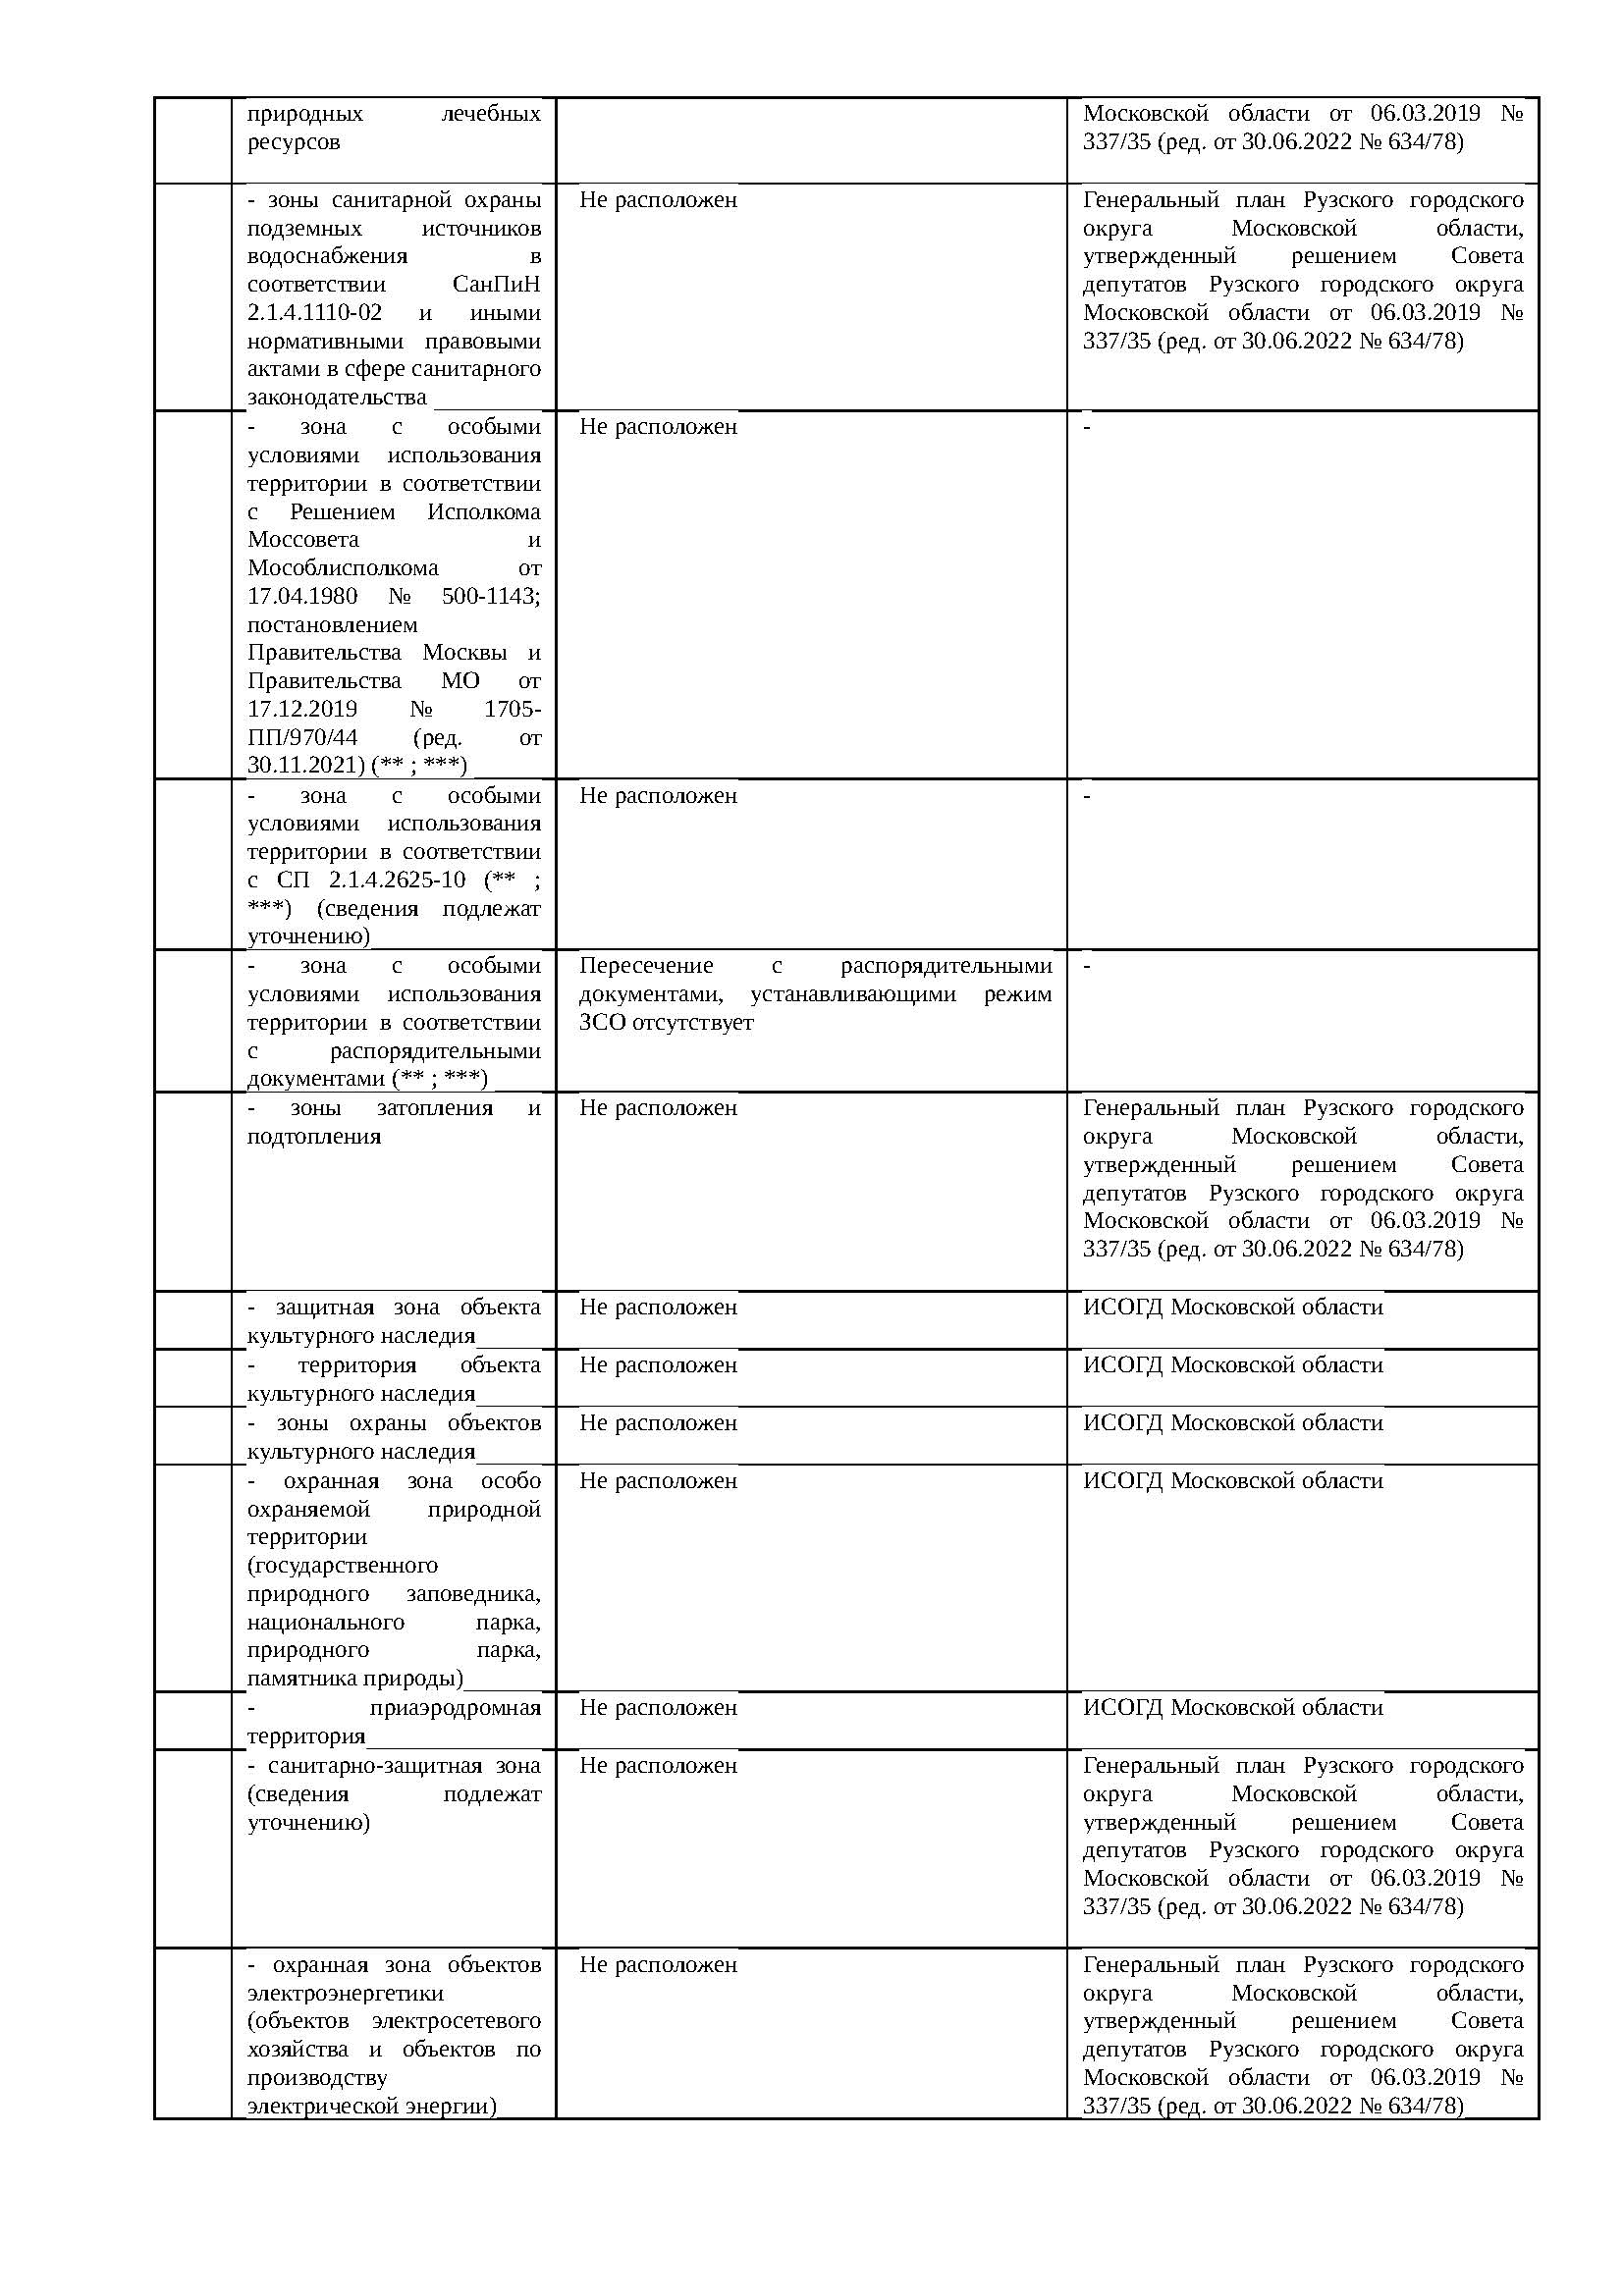 природных лечебных
ресурсов
Московской области от 06.03.2019 №
337/35 (ред. от 30.06.2022 № 634/78)
- зоны санитарной охраны
подземных источников
водоснабжения в
соответствии СанПиН
2.1.4.1110-02 и иными
нормативными правовыми
актами в сфере санитарного
законодательства
Не расположен
Генеральный план Рузского городского
округа Московской области,
утвержденный решением Совета
депутатов Рузского городского округа
Московской области от 06.03.2019 №
337/35 (ред. от 30.06.2022 № 634/78)
- зона с особыми
условиями использования
территории в соответствии
с Решением Исполкома
Моссовета и
Мособлисполкома от
17.04.1980 № 500-1143;
постановлением
Правительства Москвы и
Правительства МО от
17.12.2019 № 1705-
ПП/970/44 (ред. от
30.11.2021) (** ; ***)
Не расположен
-
- зона с особыми
условиями использования
территории в соответствии
с СП 2.1.4.2625-10 (** ;
***) (сведения подлежат
уточнению)
Не расположен
-
- зона с особыми
условиями использования
территории в соответствии
с распорядительными
документами (** ; ***)
Пересечение с распорядительными
документами, устанавливающими режим
ЗСО отсутствует
-
- зоны затопления и
подтопления
Не расположен
Генеральный план Рузского городского
округа Московской области,
утвержденный решением Совета
депутатов Рузского городского округа
Московской области от 06.03.2019 №
337/35 (ред. от 30.06.2022 № 634/78)
- защитная зона объекта
культурного наследия
Не расположен
ИСОГД Московской области
- территория объекта
культурного наследия
Не расположен
ИСОГД Московской области
- зоны охраны объектов
культурного наследия
Не расположен
ИСОГД Московской области
- охранная зона особо
охраняемой природной
территории
(государственного
природного заповедника,
национального парка,
природного парка,
памятника природы)
Не расположен
ИСОГД Московской области
- приаэродромная
территория
Не расположен
ИСОГД Московской области
- санитарно-защитная зона
(сведения подлежат
уточнению)
Не расположен
Генеральный план Рузского городского
округа Московской области,
утвержденный решением Совета
депутатов Рузского городского округа
Московской области от 06.03.2019 №
337/35 (ред. от 30.06.2022 № 634/78)
- охранная зона объектов
электроэнергетики
(объектов электросетевого
хозяйства и объектов по
производству
электрической энергии)
Не расположен
Генеральный план Рузского городского
округа Московской области,
утвержденный решением Совета
депутатов Рузского городского округа
Московской области от 06.03.2019 №
337/35 (ред. от 30.06.2022 № 634/78)